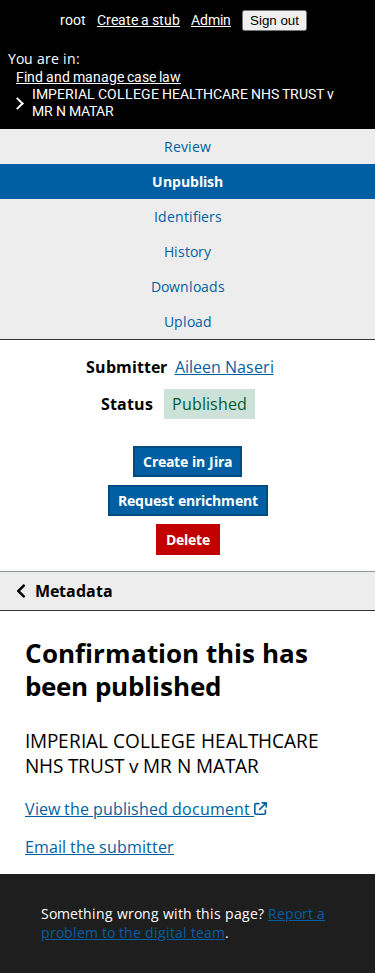 root Create a stub Admin Sign out
You are in:
Find and manage case law
IMPERIAL COLLEGE HEALTHCARE NHS TRUST v
MR N MATAR
Review
Unpublish
Identifiers
History
Downloads
Upload
Submitter Aileen Naseri
Status Published
Create in Jira
Request enrichment
Delete
Metadata
Confirmation this has
been published
IMPERIAL COLLEGE HEALTHCARE
NHS TRUST v MR N MATAR
View the published document
Email the submitter
Something wrong with this page? Report a
problem to the digital team.